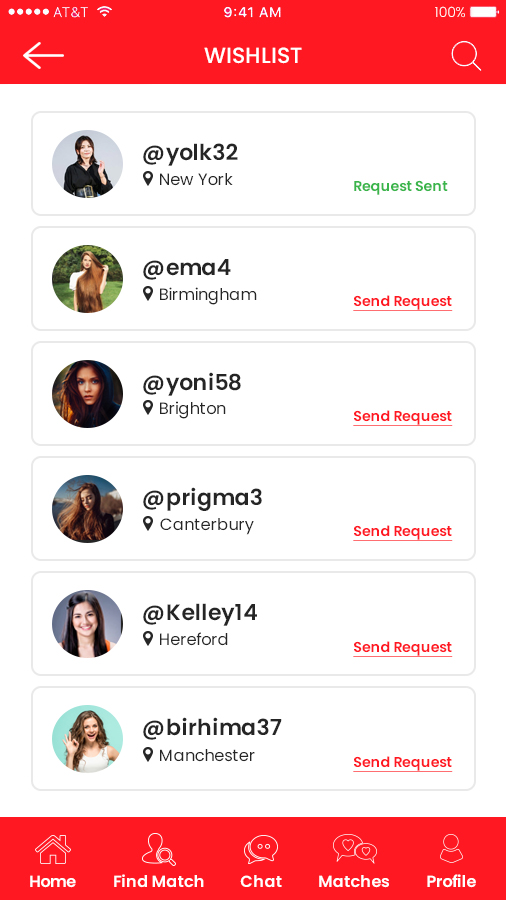 AT&T 9:41 AM 100%
WISHLIST
@yolk32
New York
Request Sent
@ema4
Birmingham
Send Request
@yoni58
Brighton
Send Request
@prigma3
Canterbury
Send Request
@Kelley14
Hereford
Send Request
@birhima37
Manchester
Send Request
Home Find Match Chat Matches Profile